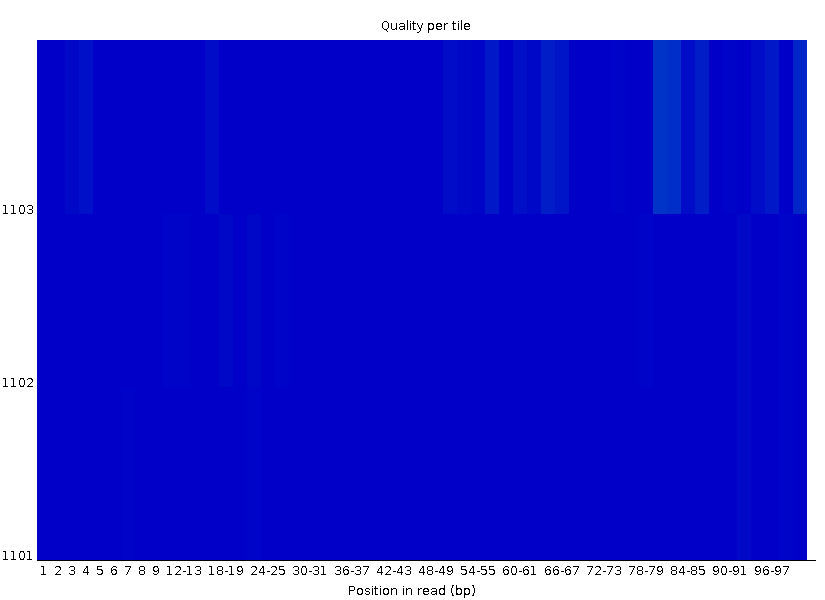 Quality per tile
1103
1102
1101
1 2 3 4 5 6 7 8 9 12-13 18-19 24-25 30-31 36-37 42-43 48-49 54-55 60-61 66-67 72-73 78-79 84-85 90-91 96-97
Position in read (bp)